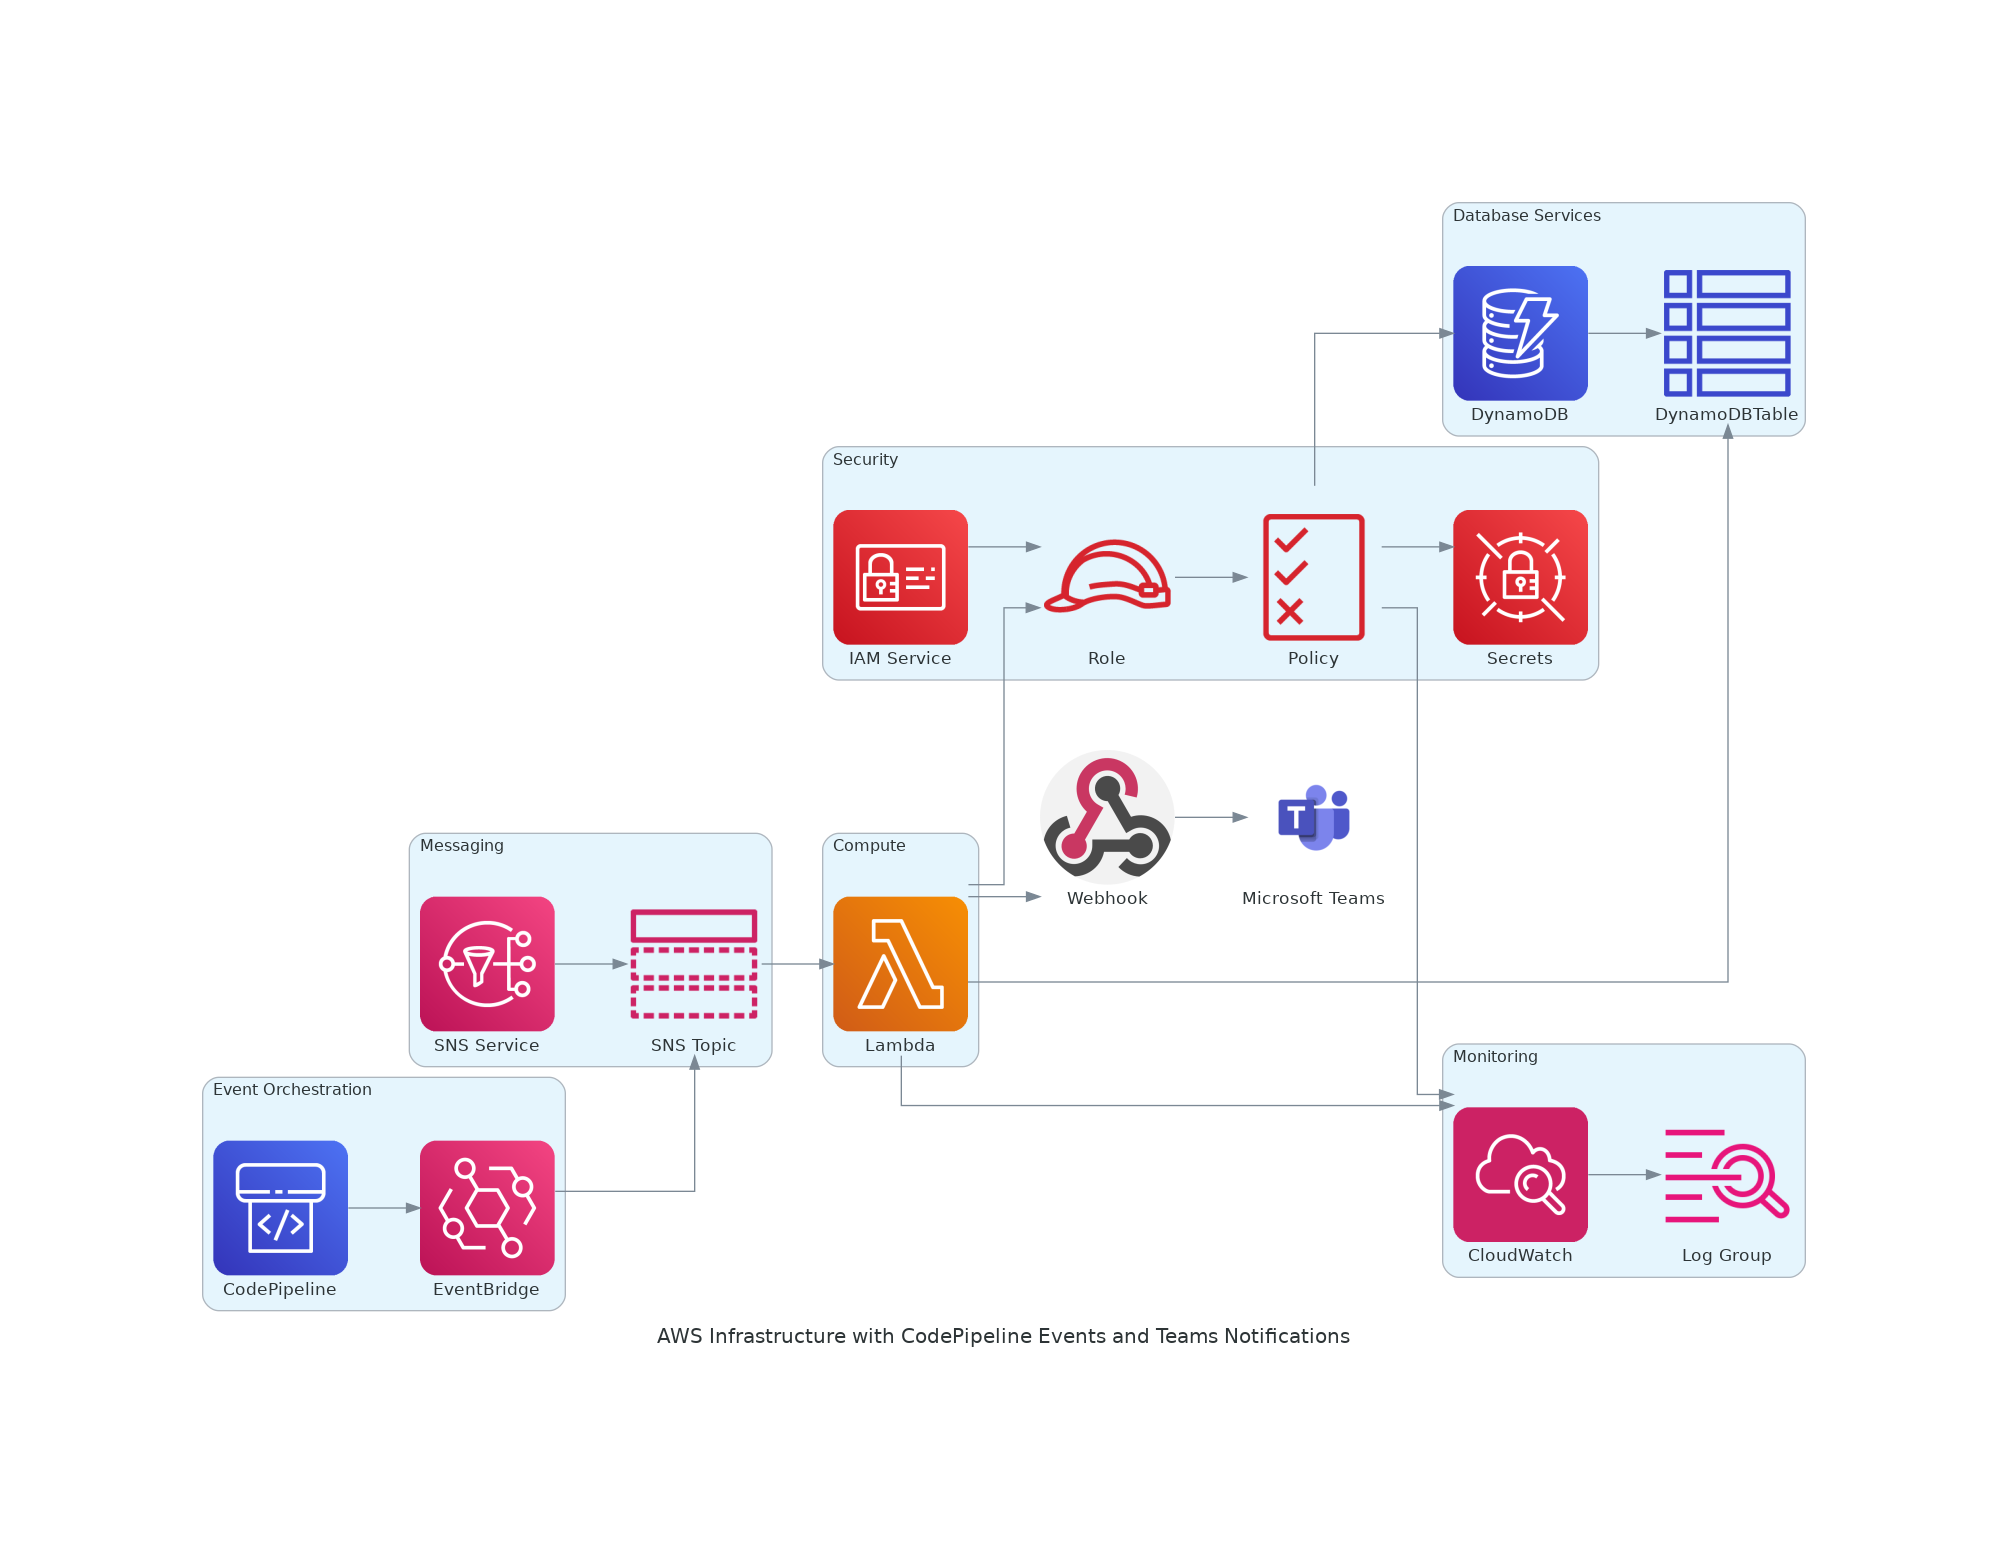 Database Services
DynamoDB
DynamoDBTable
Security
IAM Service
Role
Policy
Secrets
Webhook
T
Microsoft Teams
Messaging
SNS Service
SNS Topic
Compute
Lambda
Event Orchestration
</>
CodePipeline
EventBridge
Monitoring
CloudWatch
Log Group
AWS Infrastructure with CodePipeline Events and Teams Notifications